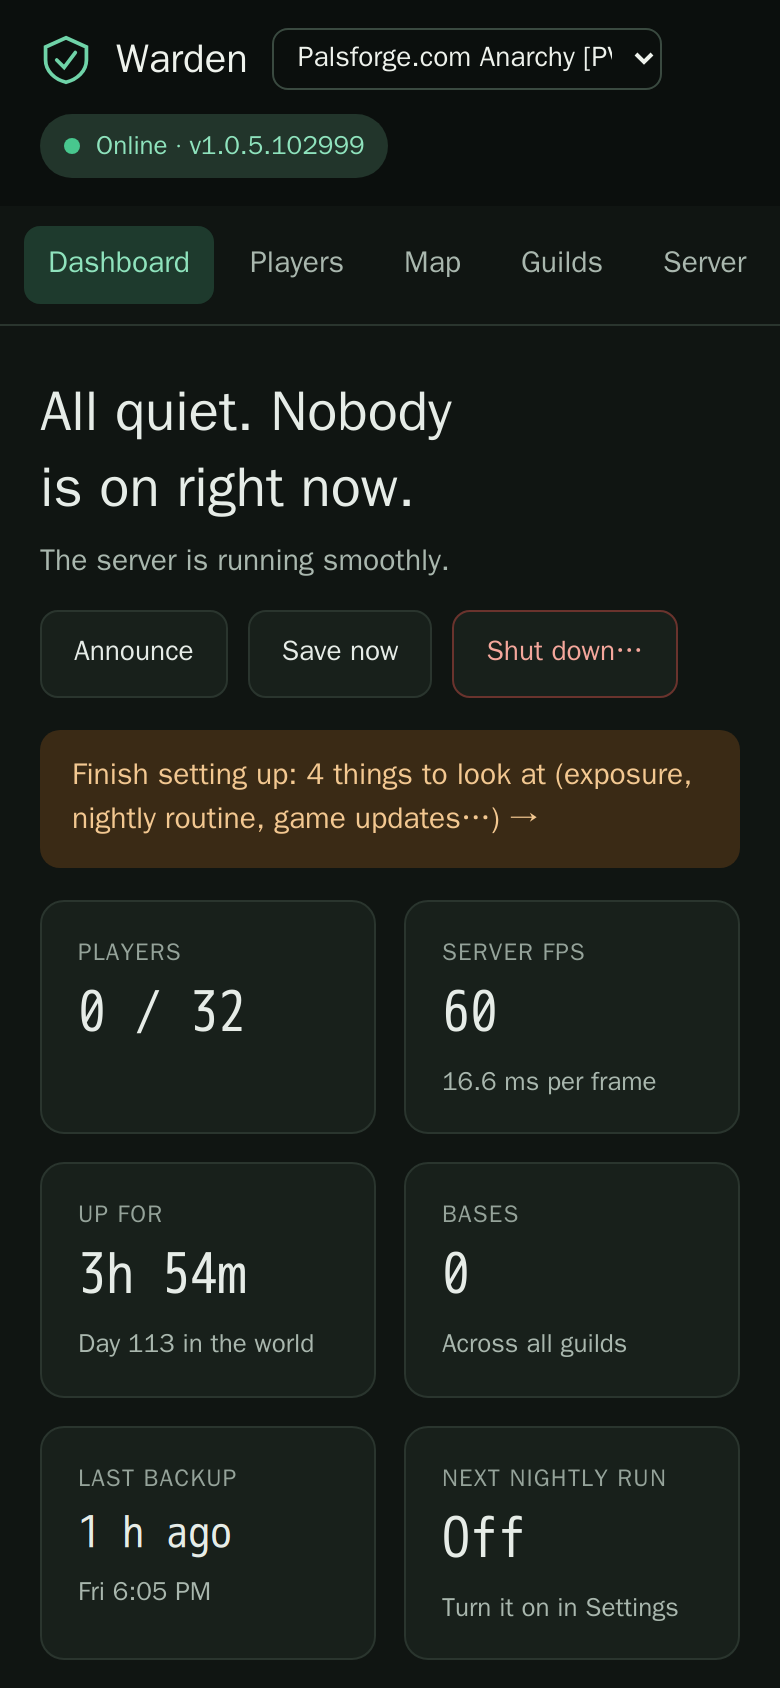 Warden
Palsforge.com Anarchy [P
Online · v1.0.5.102999
Dashboard Players Map Guilds Server
All quiet. Nobody
is on right now.
The server is running smoothly.
Announce Save now Shut down…
Finish setting up: 4 things to look at (exposure,
nightly routine, game updates…) →
PLAYERS
0 / 32
SERVER FPS
60
16.6 ms per frame
UP FOR
3h 54m
Day 113 in the world
BASES
0
Across all guilds
LAST BACKUP
1 h ago
Fri 6:05 PM
NEXT NIGHTLY RUN
Off
Turn it on in Settings